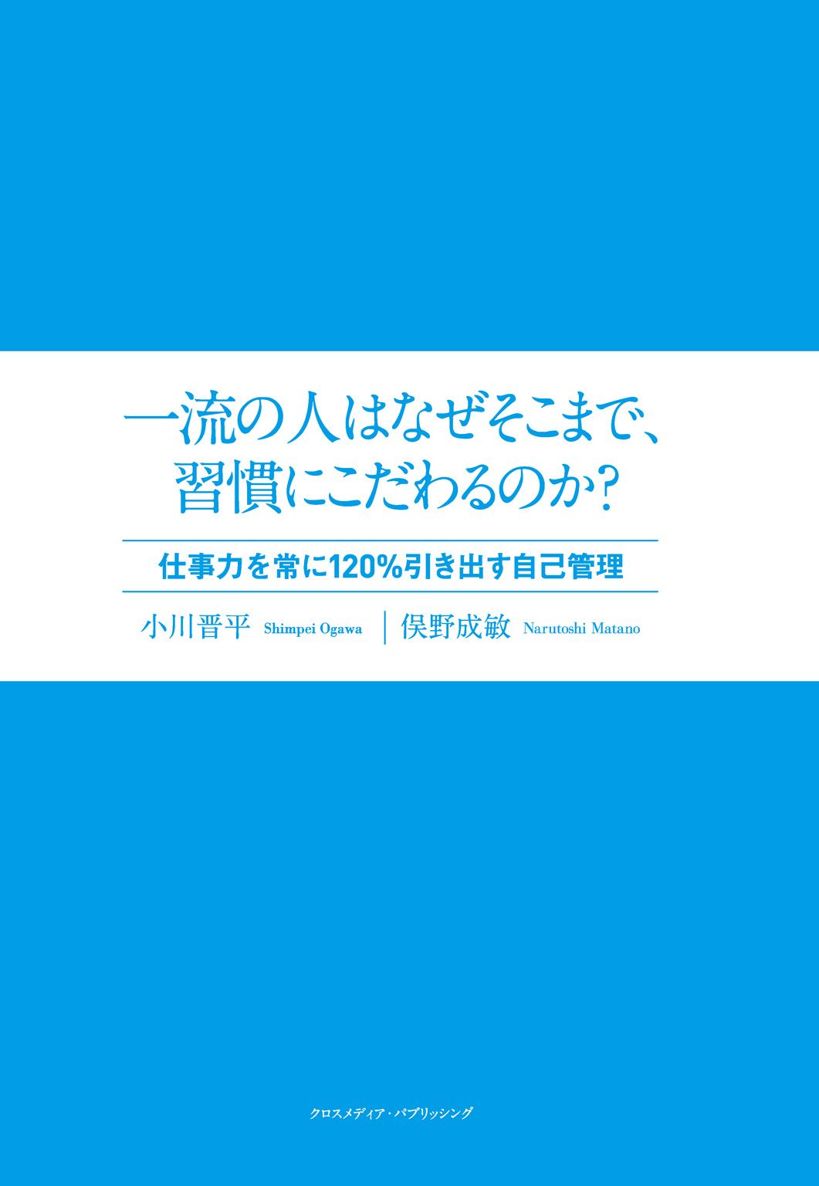 一流の人はなぜそこまで、
習慣にこだわるのか?
仕事力を常に120%引き出す自己管理
小川晋平 Shimpei Ogawa | 俣野成敏 Narutoshi Matano
クロスメディア・パブリッシング